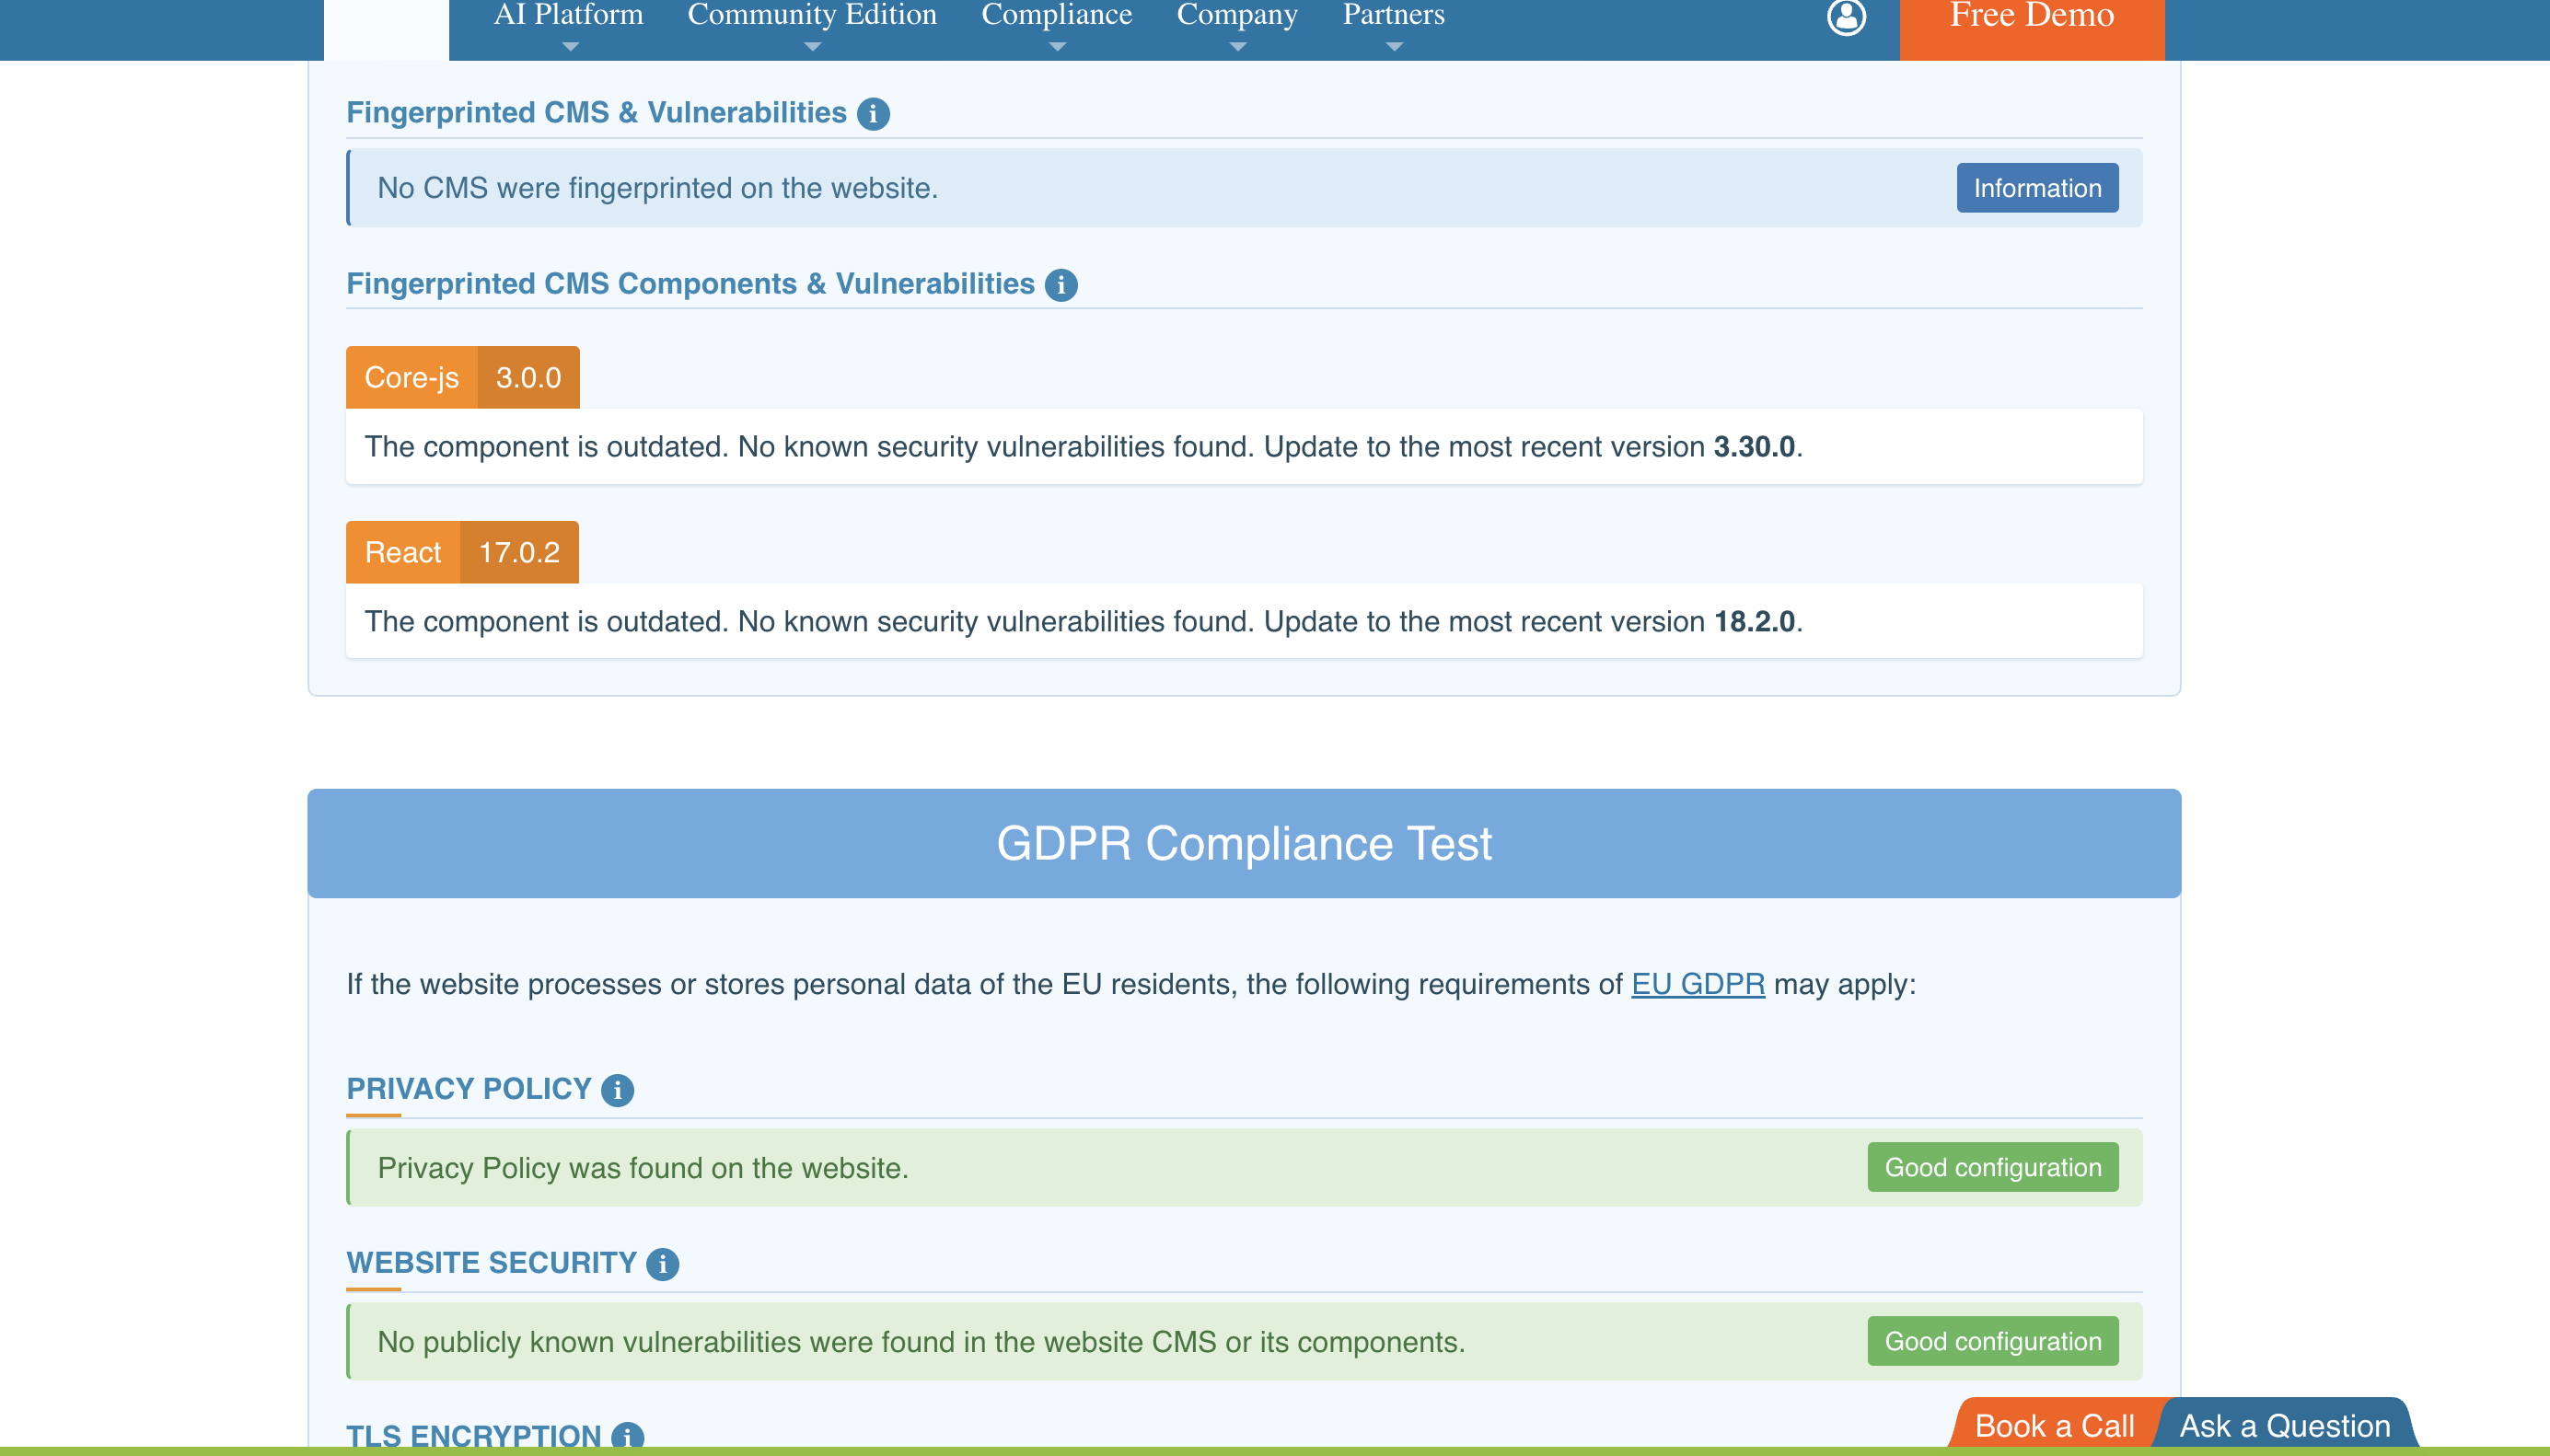 AI Platform Community Edition Compliance Company Partners Free Demo
Fingerprinted CMS & Vulnerabilities
No CMS were fingerprinted on the website. Information
Fingerprinted CMS Components & Vulnerabilities
Core-js 3.0.0
The component is outdated. No known security vulnerabilities found. Update to the most recent version 3.30.0.
React 17.0.2
The component is outdated. No known security vulnerabilities found. Update to the most recent version 18.2.0.
GDPR Compliance Test
If the website processes or stores personal data of the EU residents, the following requirements of EU GDPR may apply:
PRIVACY POLICY
Privacy Policy was found on the website. Good configuration
WEBSITE SECURITY
No publicly known vulnerabilities were found in the website CMS or its components. Good configuration
TLS ENCRYPTION
Book a Call Ask a Question